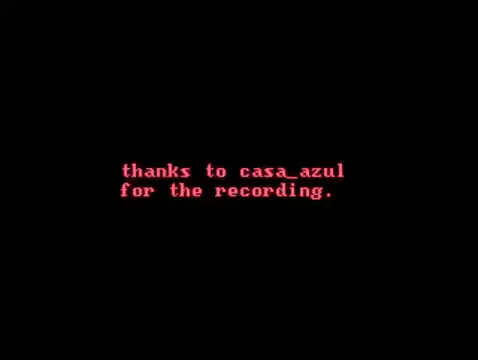 thanks to casa_azul
for the recording.